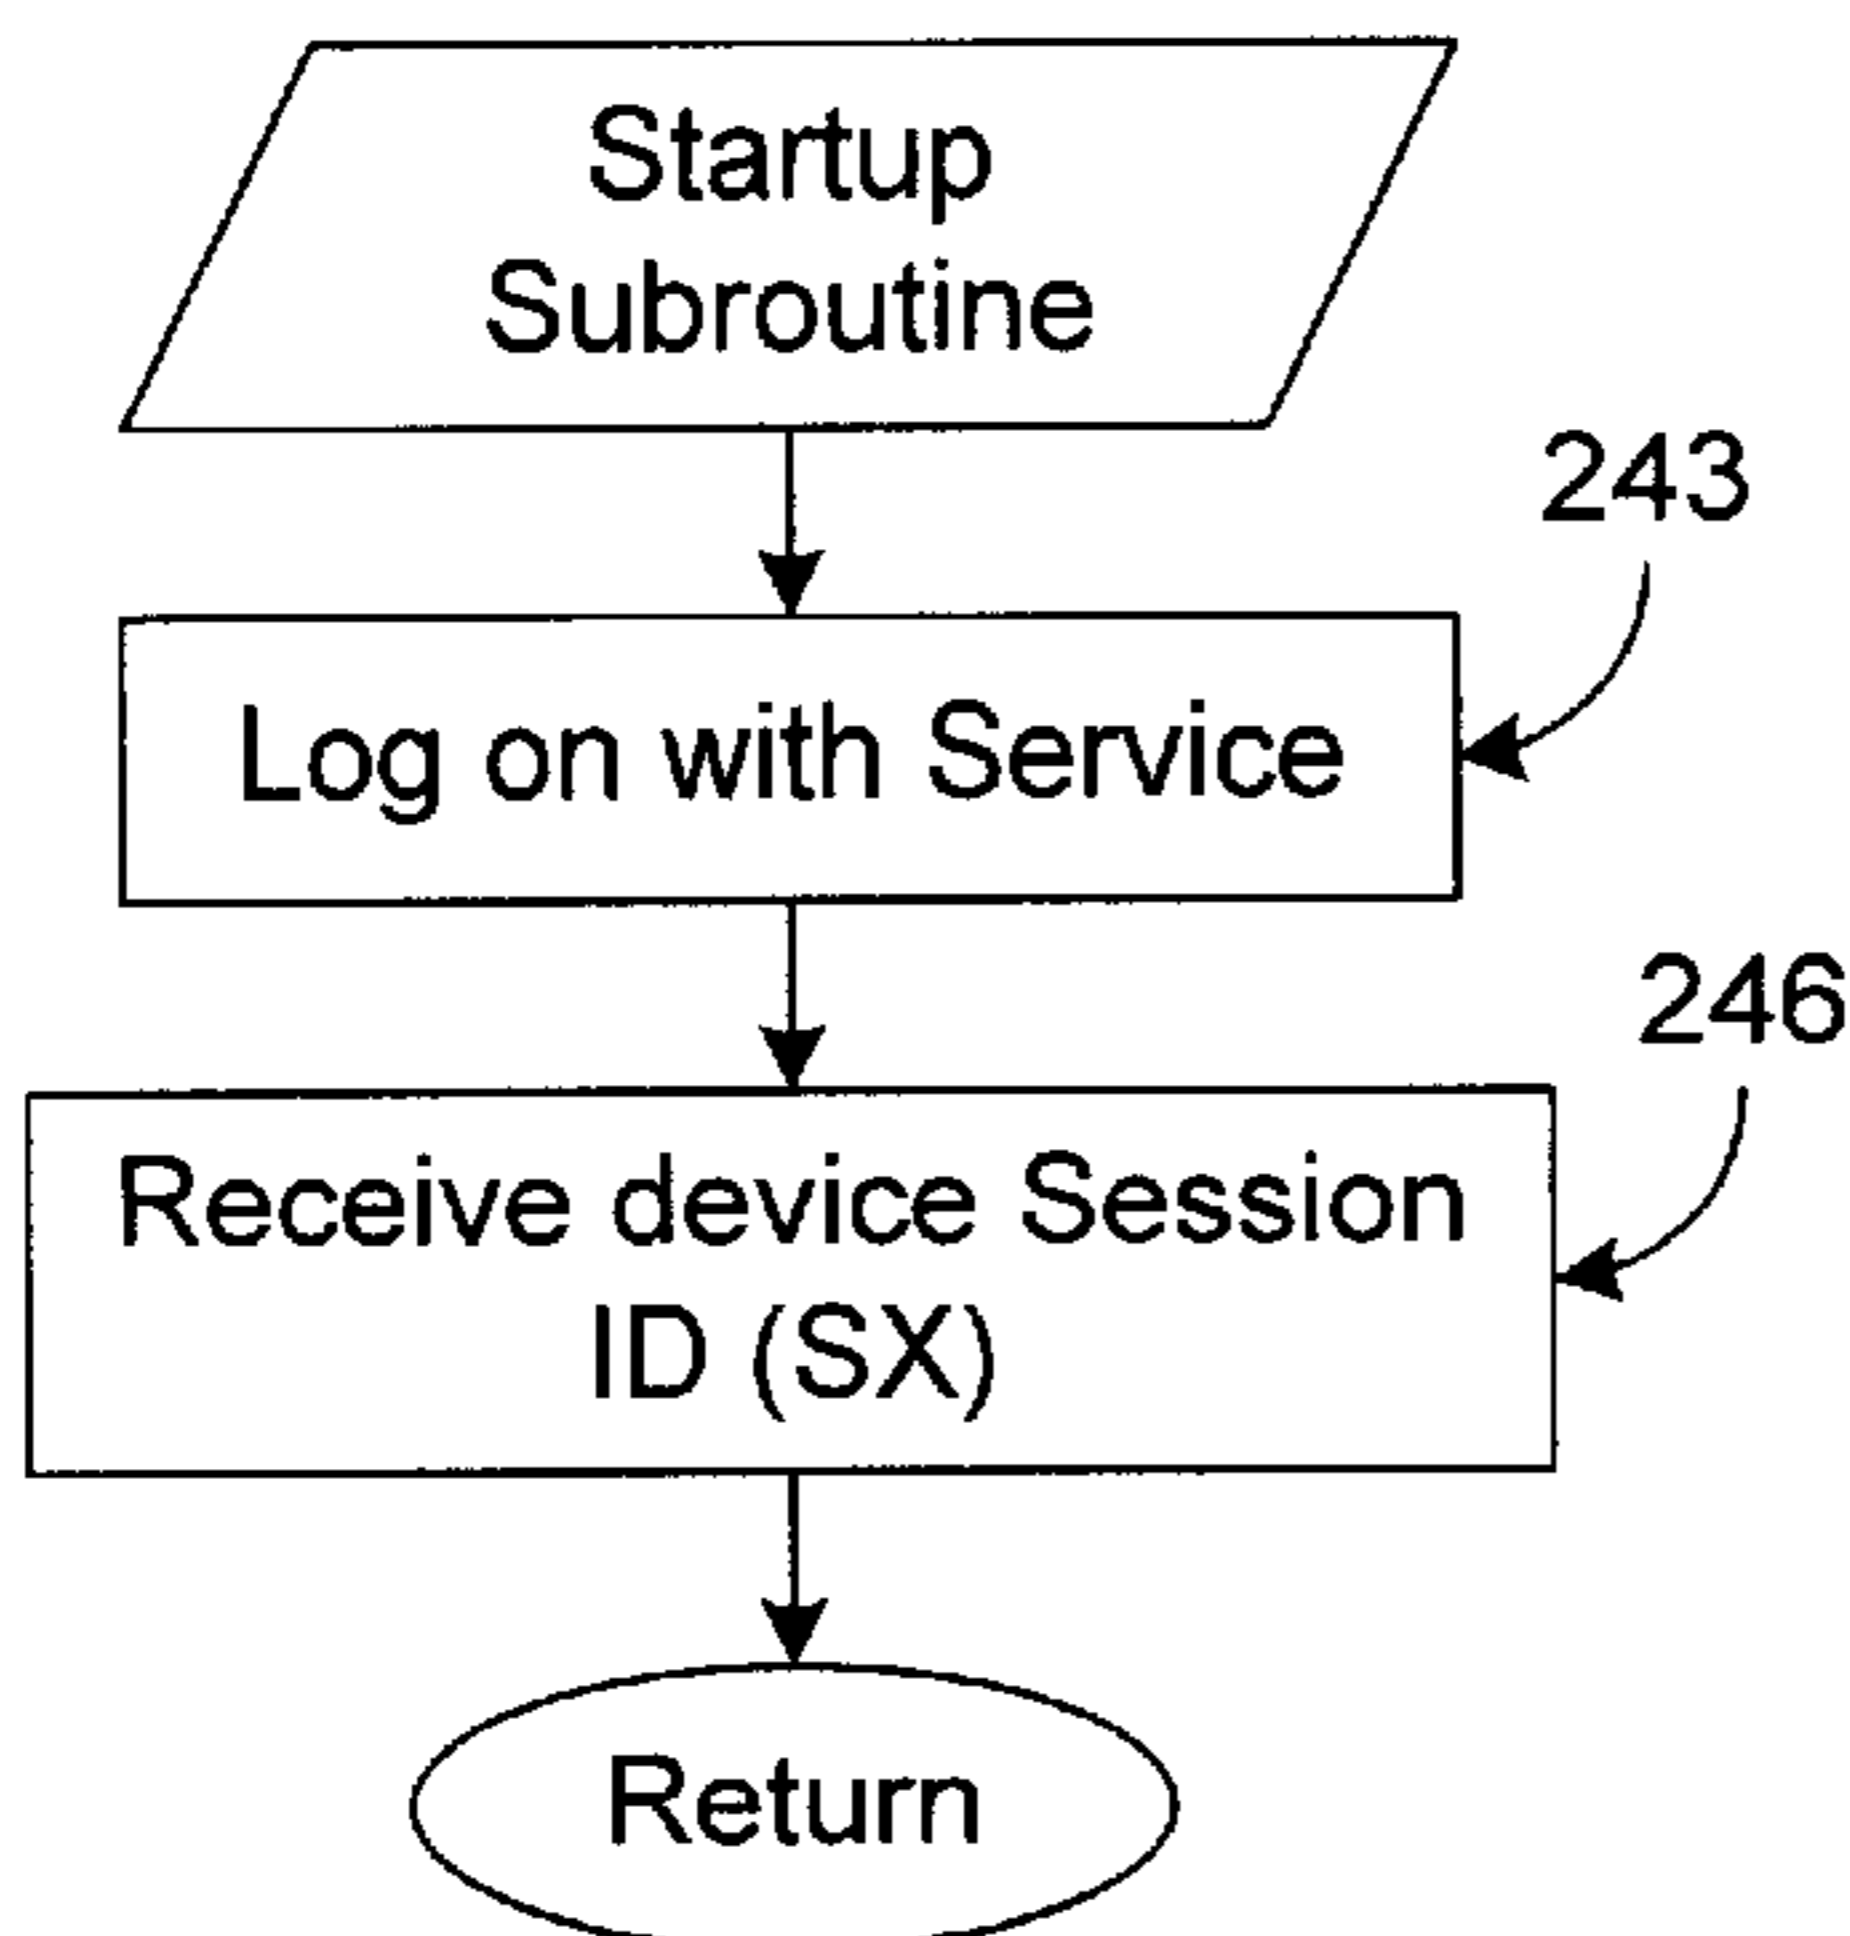 Startup
Subroutine
243
Log on with Service
246
Receive device Session
ID (SX)
Return